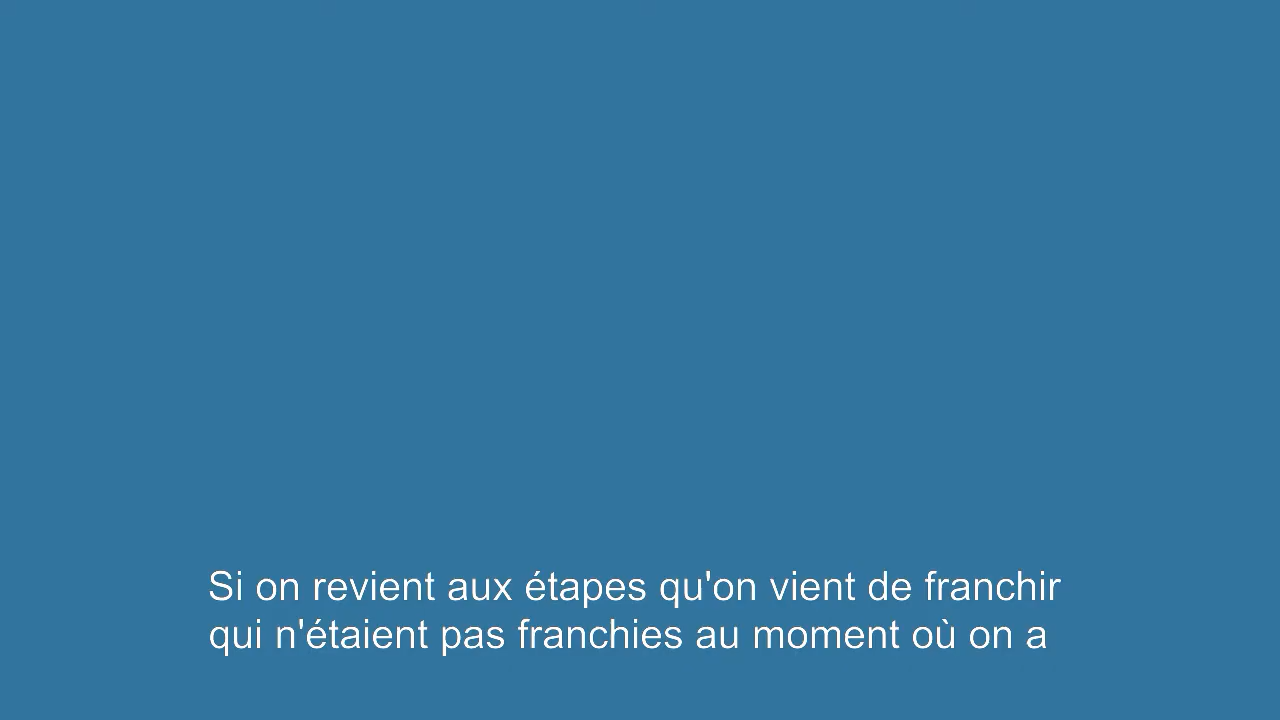 Si on revient aux étapes qu'on vient de franchir
qui n'étaient pas franchies au moment où on a